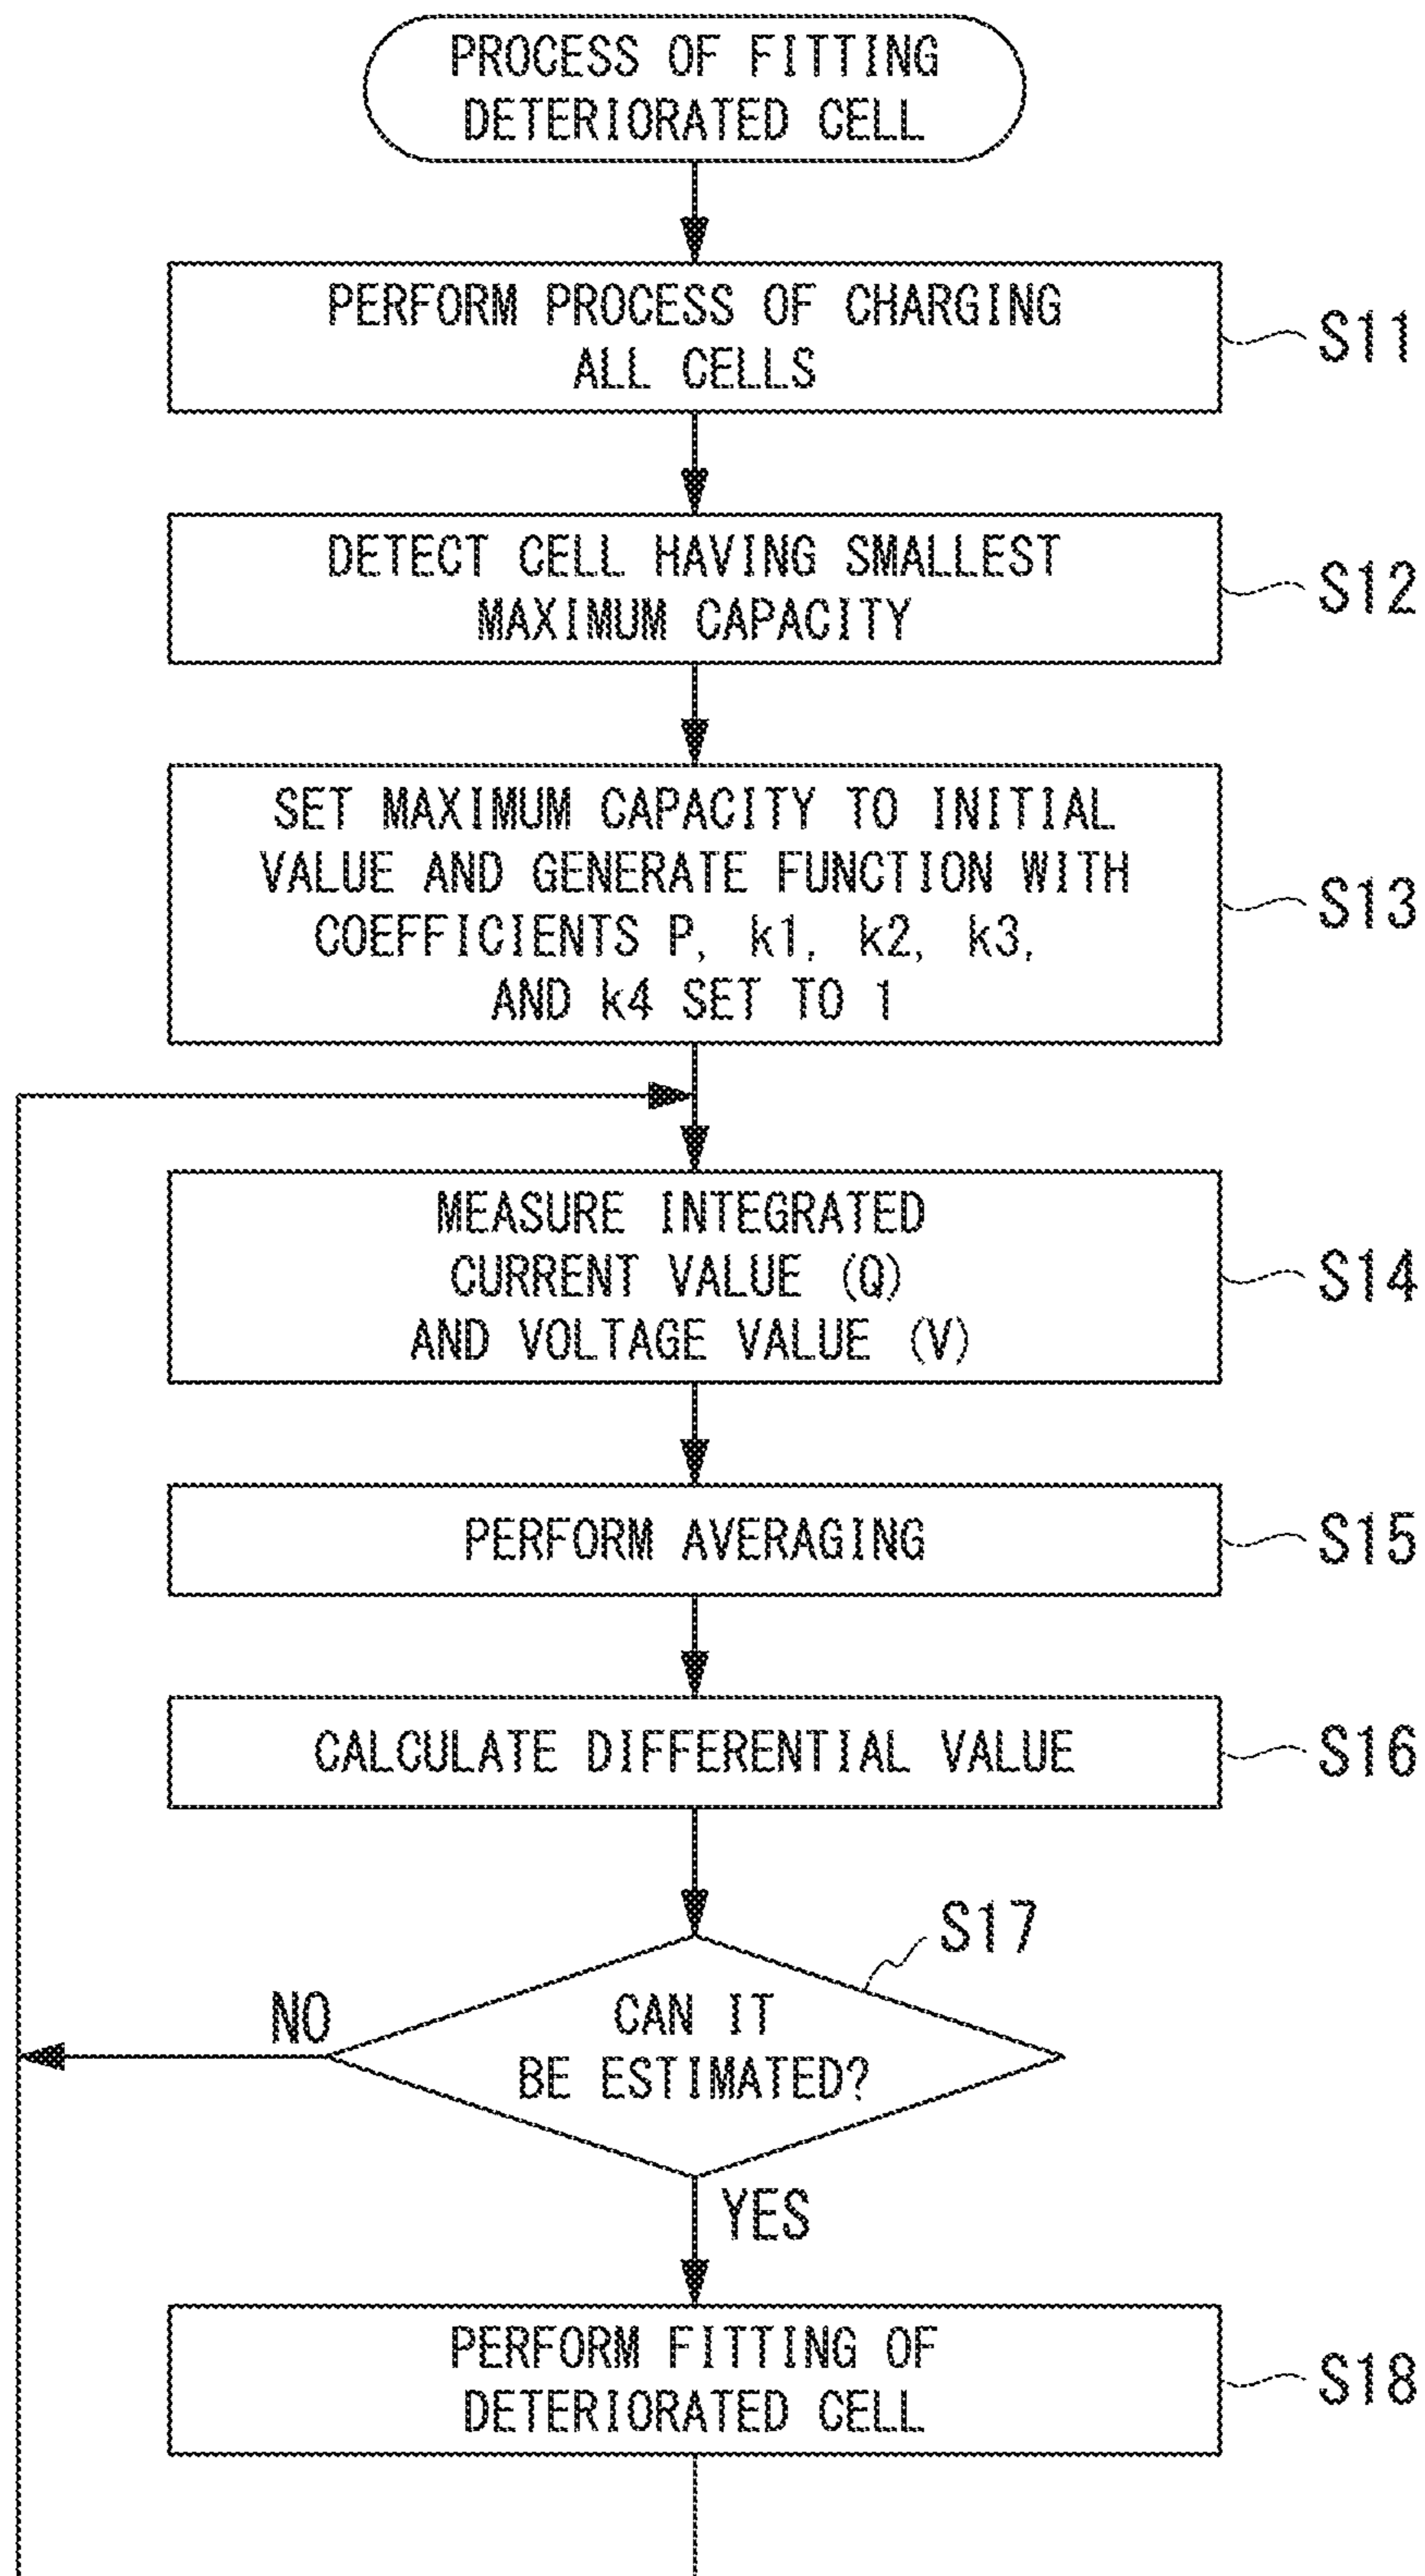 PROCESS OF FITTING
DETERIORATED CELL
PERFORM PROCESS OF CHARGING
ALL CELLS
S11
DETECT CELL HAVING SMALLEST
MAXIMUM CAPACITY
S12
SET MAXIMUM CAPACITY TO INITIAL
VALUE AND GENERATE FUNCTION WITH
COEFFICIENTS P, k1, k2, k3,
AND k4 SET TO 1
S13
MEASURE INTEGRATED
CURRENT VALUE (Q)
AND VOLTAGE VALUE (V)
S14
PERFORM AVERAGING
S15
CALCULATE DIFFERENTIAL VALUE
S16
S17
CAN IT
BE ESTIMATED?
NO
YES
PERFORM FITTING OF
DETERIORATED CELL
S18